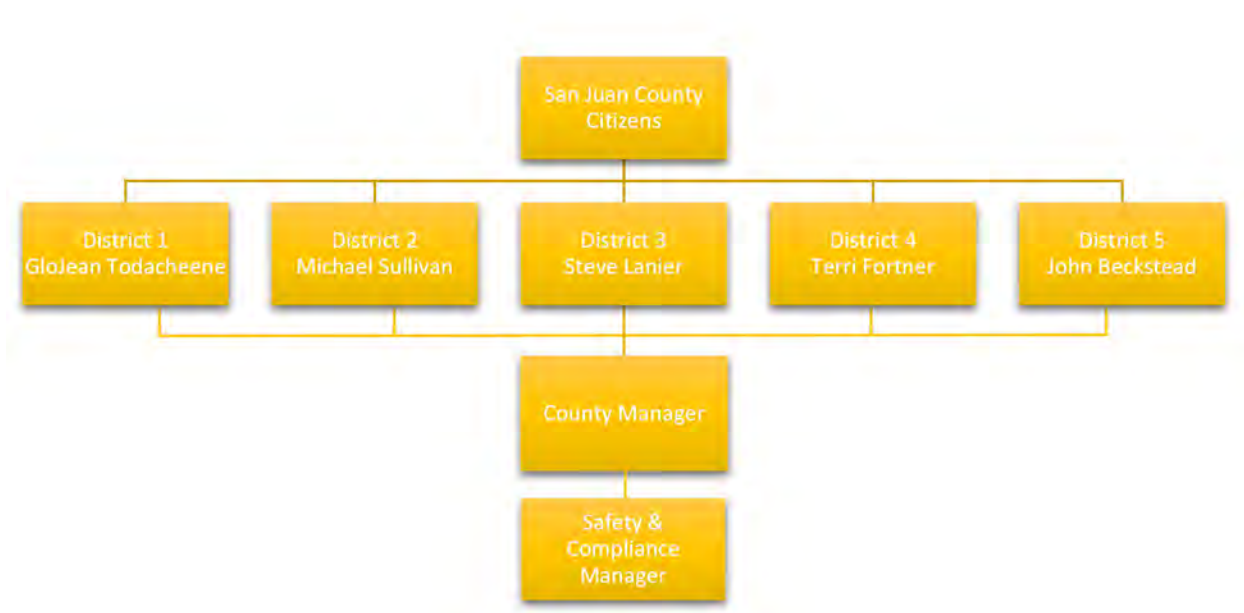 San Juan County
Citizens
District 1
GloJean Todacheene
District 2
Michael Sullivan
District 3
Steve Lanier
District 4
Terri Fortner
District 5
John Beckstead
County Manager
Safety &
Compliance
Manager